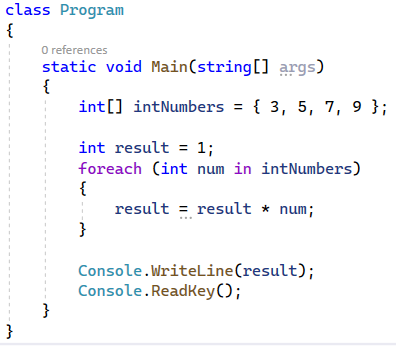 class Program
{
0 references
static void Main(string[] args)
{
int[] intNumbers = { 3, 5, 7, 9 };
int result = 1;
foreach (int num in intNumbers)
{
result = result * num;
}
Console.WriteLine(result);
Console.ReadKey();
}
}